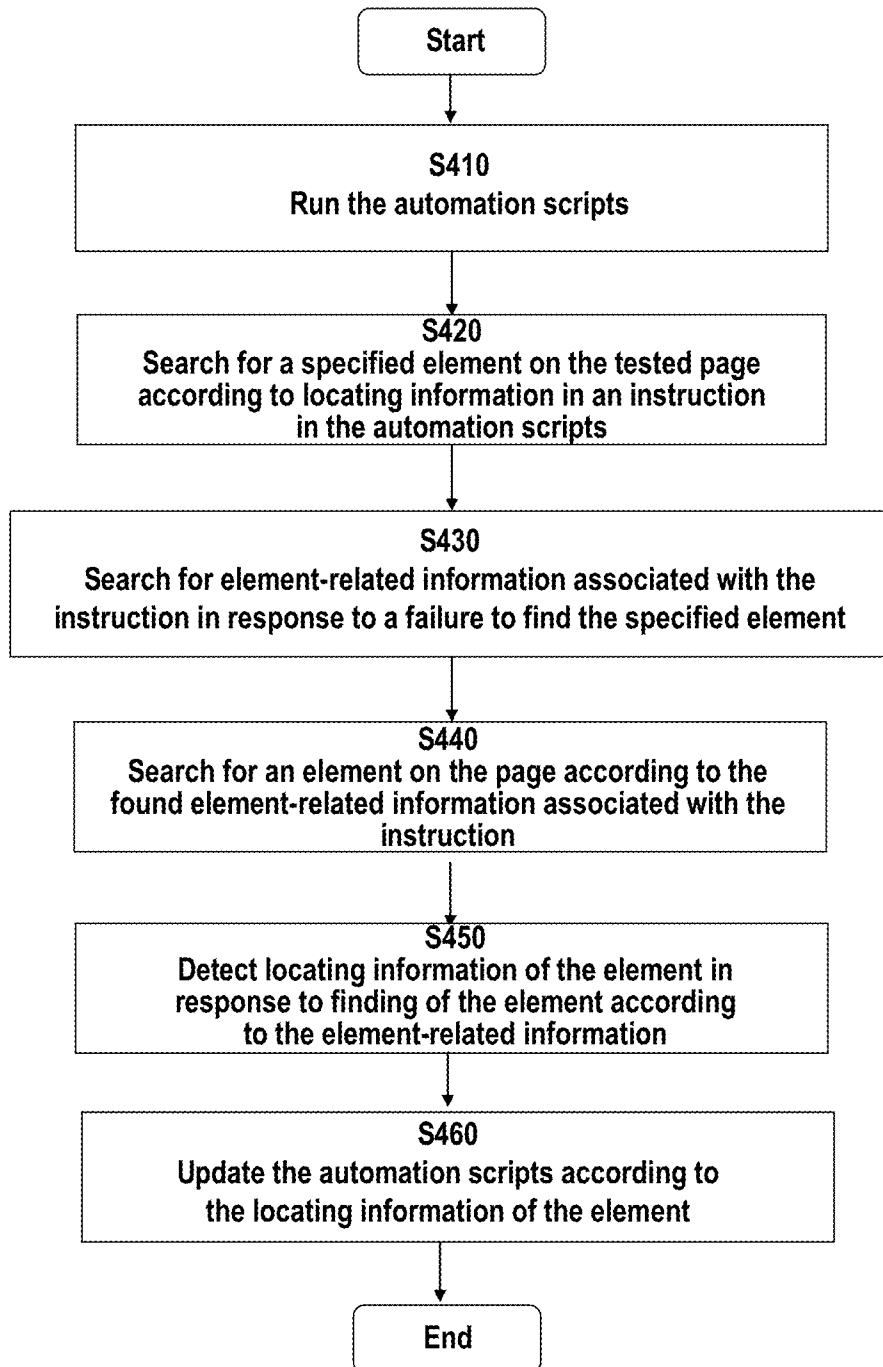 Start
S410
Run the automation scripts
S420
Search for a specified element on the tested page
according to locating information in an instruction
in the automation scripts
S430
Search for element-related information associated with the
instruction in response to a failure to find the specified element
S440
Search for an element on the page according to the
found element-related information associated with the
instruction
S450
Detect locating information of the element in
response to finding of the element according
to the element-related information
S460
Update the automation scripts according to
the locating information of the element
End